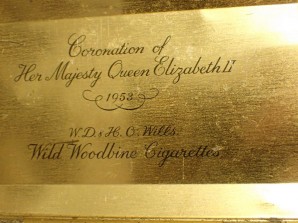 Coronation of
Her Majesty Queen Elizabeth II
1953
W.D. & H.O. Wills
Wild Woodbine Cigarettes